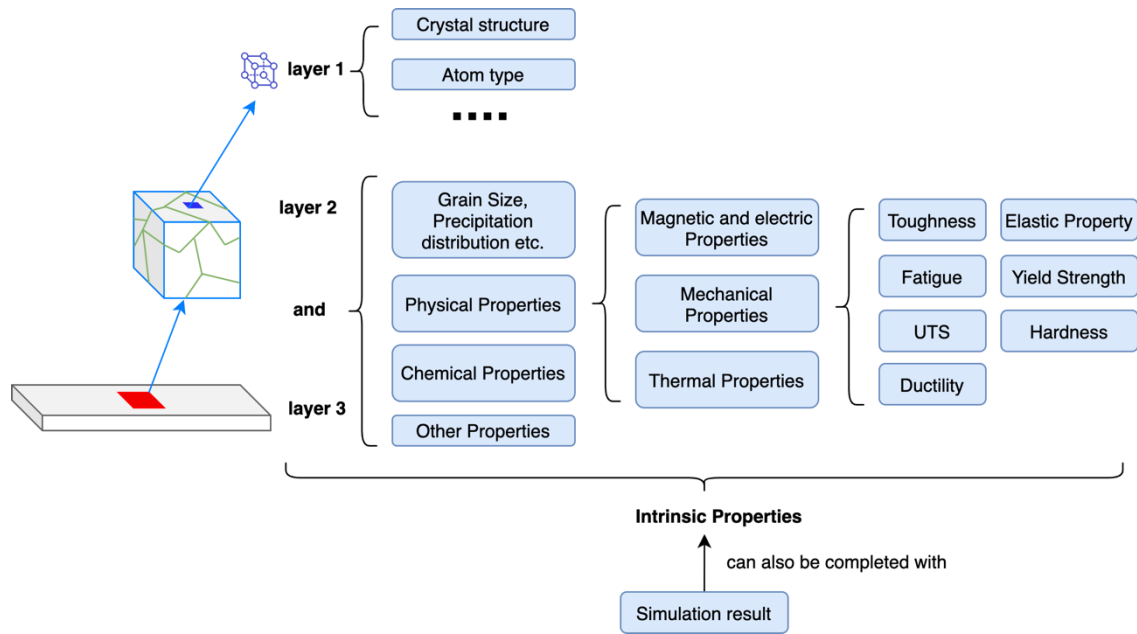 Crystal structure
layer 1
Atom type
layer 2
Grain Size,
Precipitation
distribution etc.
Magnetic and electric
Properties
Toughness
Elastic Property
and
Physical Properties
Mechanical
Properties
Fatigue
Yield Strength
UTS
Hardness
layer 3
Chemical Properties
Thermal Properties
Ductility
Other Properties
Intrinsic Properties
can also be completed with
Simulation result